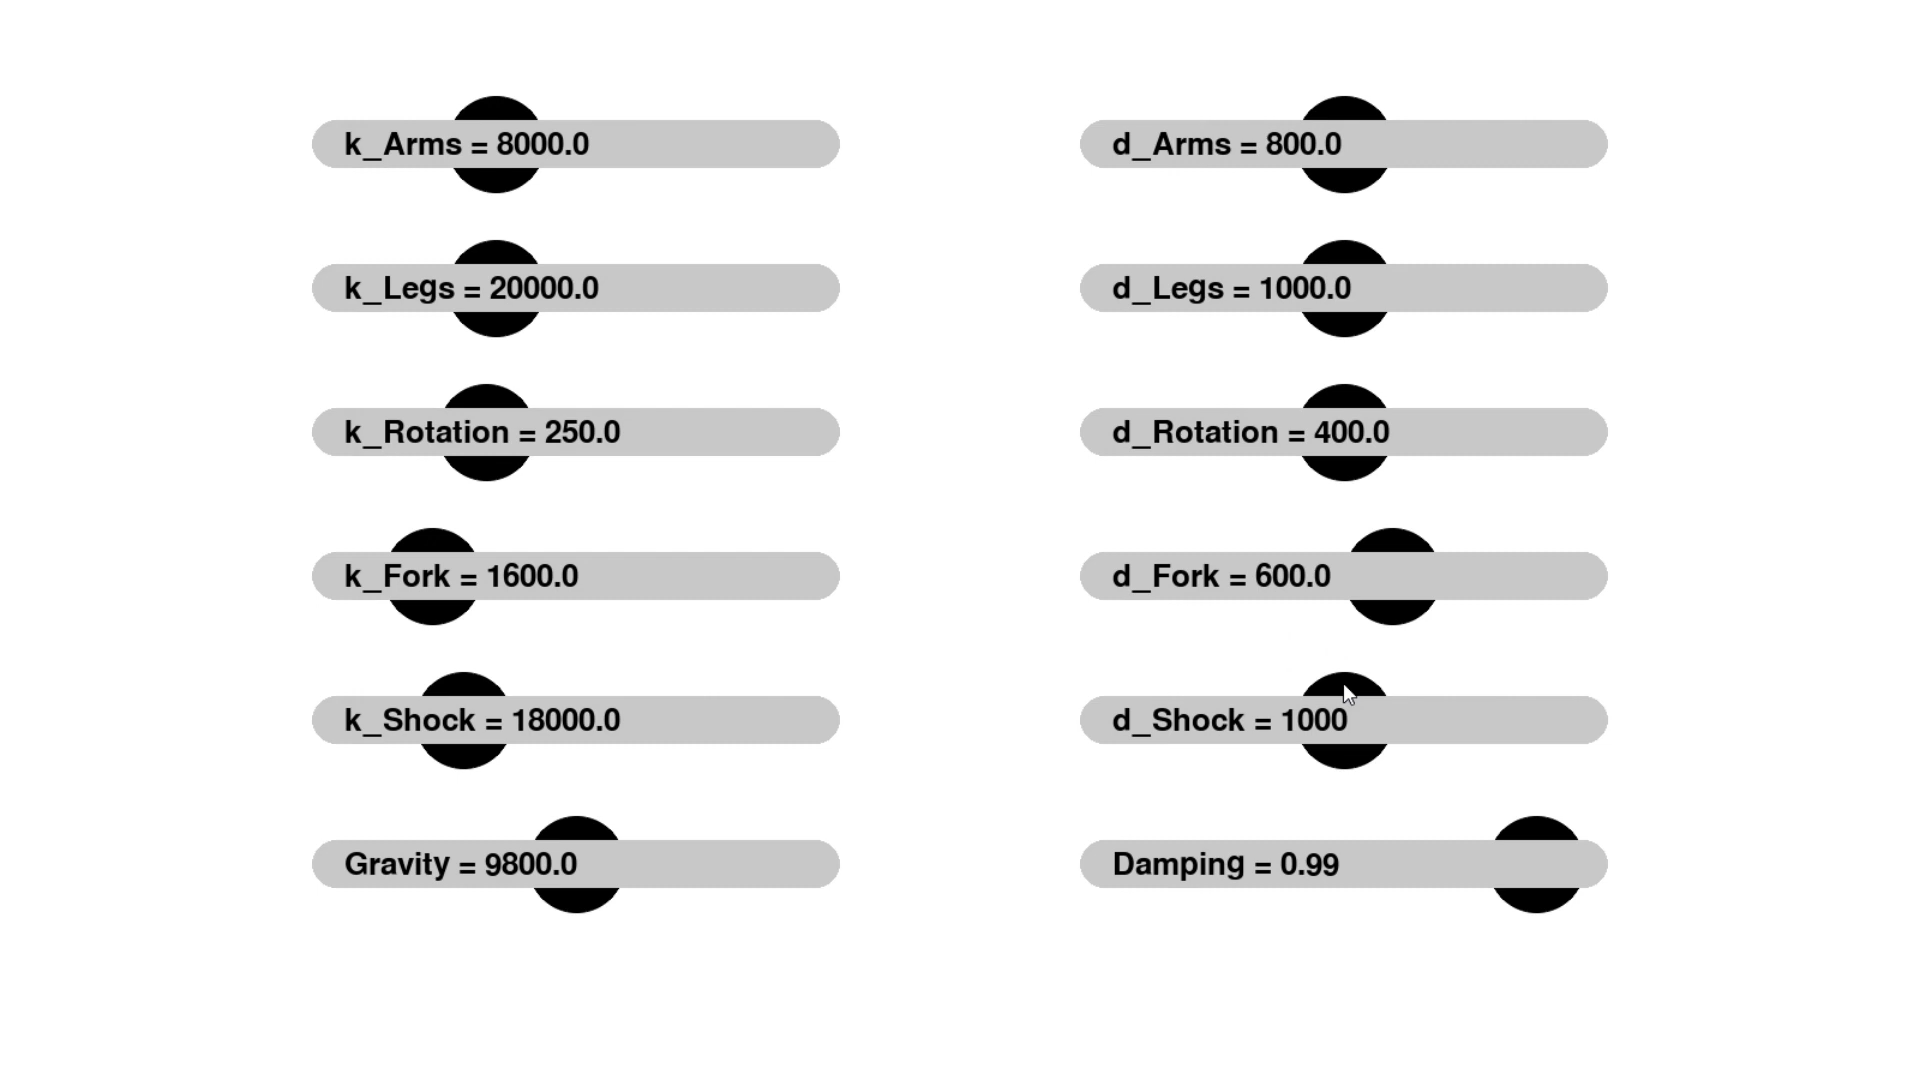 k_Arms = 8000.0
d_Arms = 800.0
k_Legs = 20000.0
d_Legs = 1000.0
k_Rotation = 250.0
d_Rotation = 400.0
k_Fork = 1600.0
d_Fork = 600.0
k_Shock = 18000.0
d_Shock = 1000
Gravity = 9800.0
Damping = 0.99